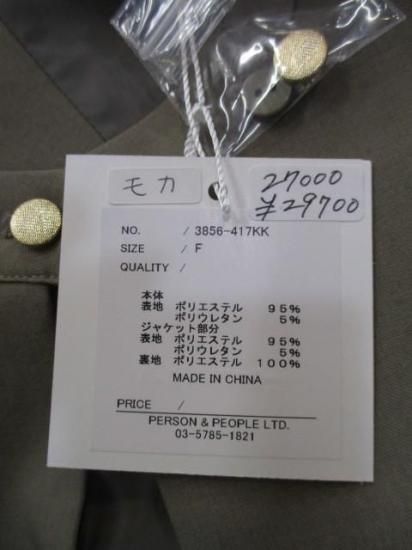 モカ
27000
¥29700
NO. / 3856-417KK
SIZE / F
QUALITY /
本体
表地 ポリエステル 95%
ポリウレタン 5%
ジャケット部分
表地 ポリエステル 95%
ポリウレタン 5%
裏地 ポリエステル 100%
MADE IN CHINA
PRICE /
PERSON & PEOPLE LTD.
03-5785-1821